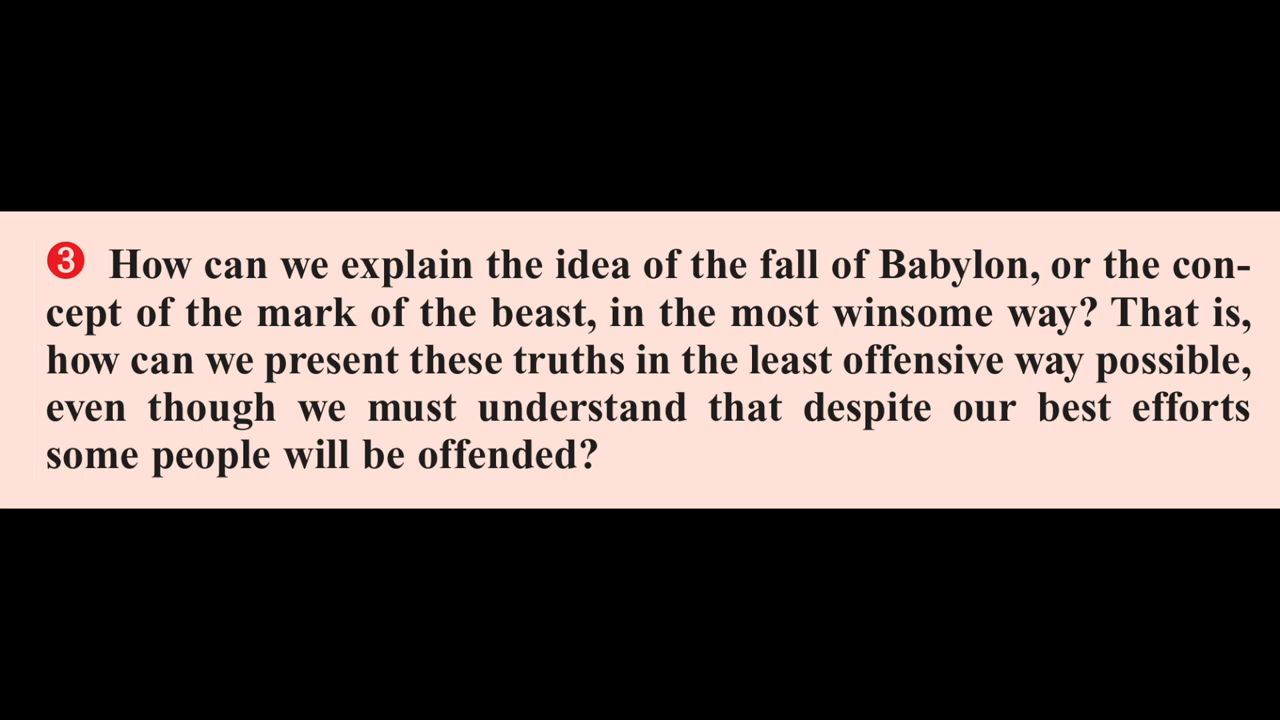 ❸ How can we explain the idea of the fall of Babylon, or the con-
cept of the mark of the beast, in the most winsome way? That is,
how can we present these truths in the least offensive way possible,
even though we must understand that despite our best efforts
some people will be offended?